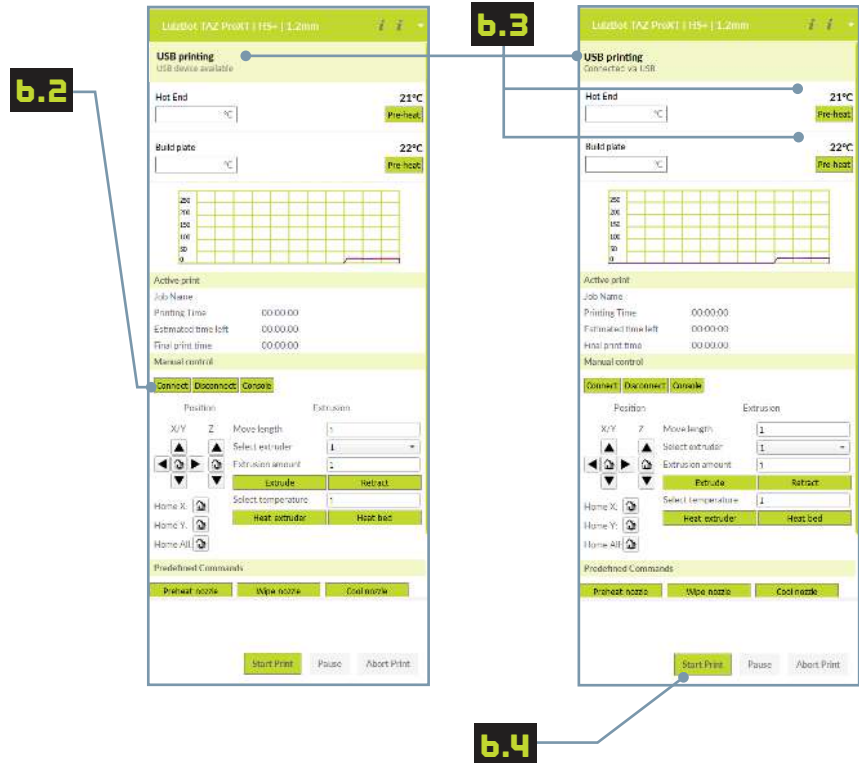 6.3
6.2
LulzBot TAZ ProXT | HS+ | 1.2mm i i
USB printing
USB device available
Hot End 21°C
°C Pre-heat
Build plate 22°C
°C Pre-heat
250
200
150
100
50
0
Active print
Job Name
Printing Time 00:00:00
Estimated time left 00:00:00
Final print time 00:00:00
Manual control
Connect Disconnect Console
Position Extrusion
X/Y Z Move length 1
Select extruder 1
Extrusion amount 1
Extrude Retract
Select temperature 1
Heat extruder Heat bed
Home X:
Home Y:
Home All:
Predefined Commands
Preheat nozzle Wipe nozzle Cool nozzle
Start Print Pause Abort Print
LulzBot TAZ ProXT | HS+ | 1.2mm i i
USB printing
Connected via USB
Hot End 21°C
°C Pre-heat
Build plate 22°C
°C Pre-heat
250
200
150
100
50
0
Active print
Job Name
Printing Time 00:00:00
Estimated time left 00:00:00
Final print time 00:00:00
Manual control
Connect Disconnect Console
Position Extrusion
X/Y Z Move length 1
Select extruder 1
Extrusion amount 1
Extrude Retract
Select temperature 1
Heat extruder Heat bed
Home X:
Home Y:
Home All:
Predefined Commands
Preheat nozzle Wipe nozzle Cool nozzle
Start Print Pause Abort Print
6.4